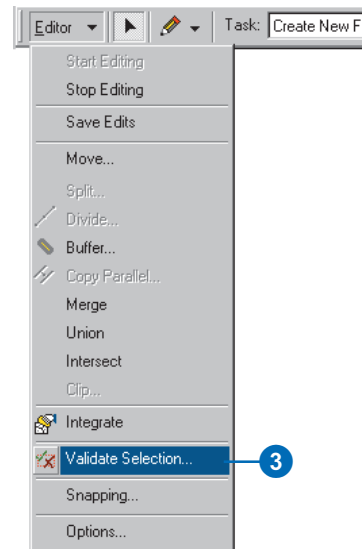 Editor Task: Create New F
Start Editing
Stop Editing
Save Edits
Move...
Split...
Divide...
Buffer...
Copy Parallel...
Merge
Union
Intersect
Clip...
Integrate
Validate Selection... 3
Snapping...
Options...